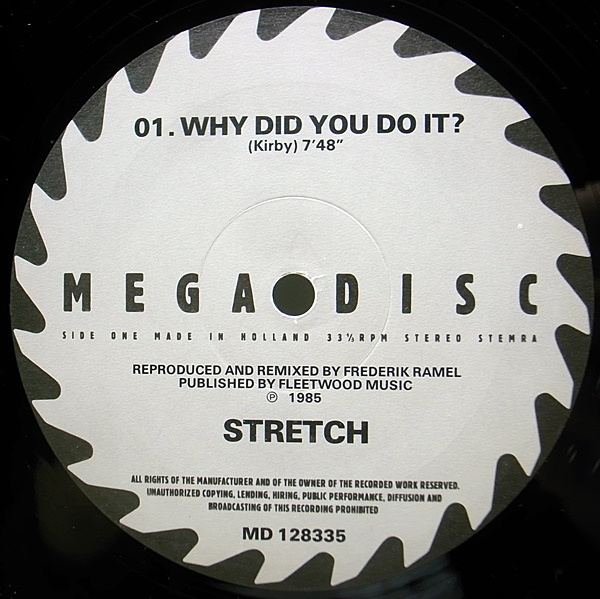 01. WHY DID YOU DO IT?
(Kirby) 7'48"
MEGADISC
SIDE ONE MADE IN HOLLAND 33⅓RPM STEREO STEMRA
REPRODUCED AND REMIXED BY FREDERIK RAMEL
PUBLISHED BY FLEETWOOD MUSIC
℗ 1985
STRETCH
ALL RIGHTS OF THE MANUFACTURER AND OF THE OWNER OF THE RECORDED WORK RESERVED.
UNAUTHORIZED COPYING, LENDING, HIRING, PUBLIC PERFORMANCE, DIFFUSION AND
BROADCASTING OF THIS RECORDING PROHIBITED
MD 128335